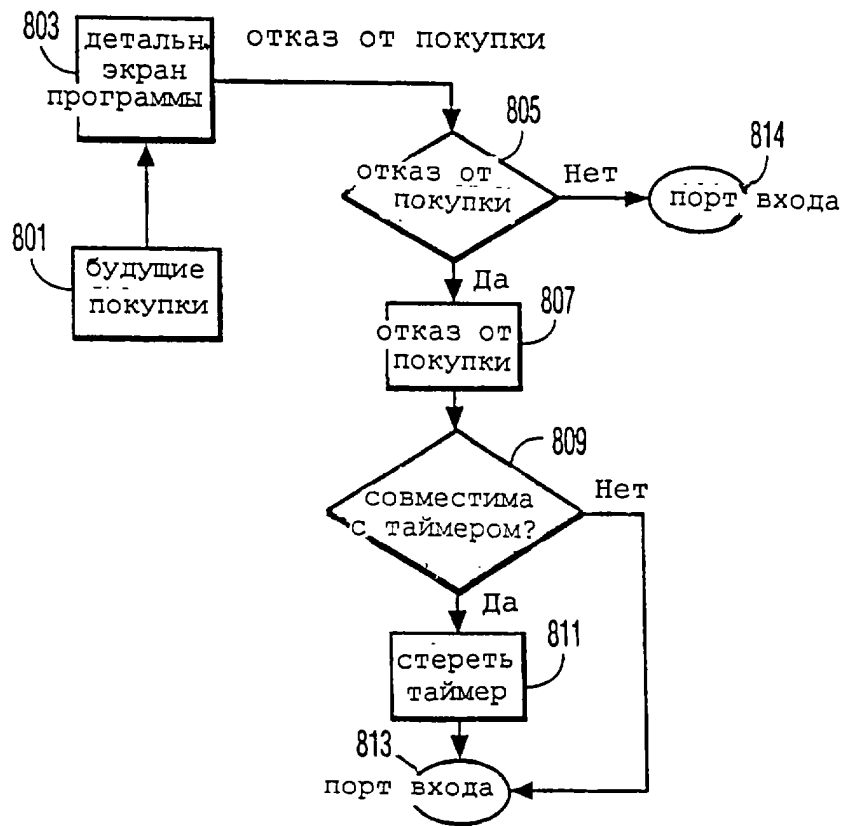 803
детальн.
экран
программы
отказ от покупки
805
отказ от
покупки
Нет
814
порт входа
801
будущие
покупки
Да
807
отказ от
покупки
809
совместима
с таймером?
Нет
Да
811
стереть
таймер
813
порт входа